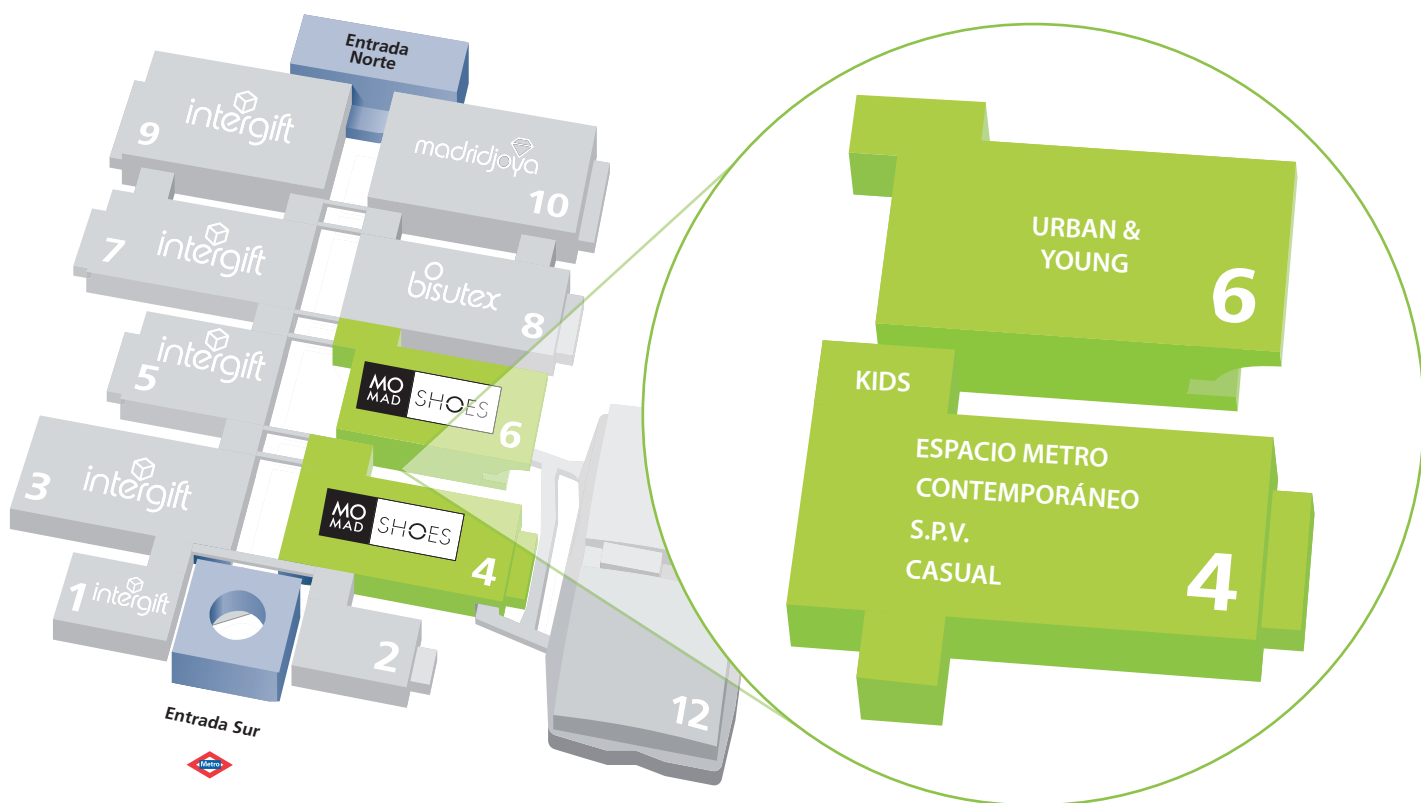 Entrada
Norte
intergift
9
madridjoya
10
intergift
7
bisutex
8
intergift
5
MO
MAD
SHOES
6
intergift
3
MO
MAD
SHOES
4
intergift
1
2
12
Entrada Sur
Metro
URBAN &
YOUNG
6
KIDS
ESPACIO METRO
CONTEMPORÁNEO
S.P.V.
CASUAL
4